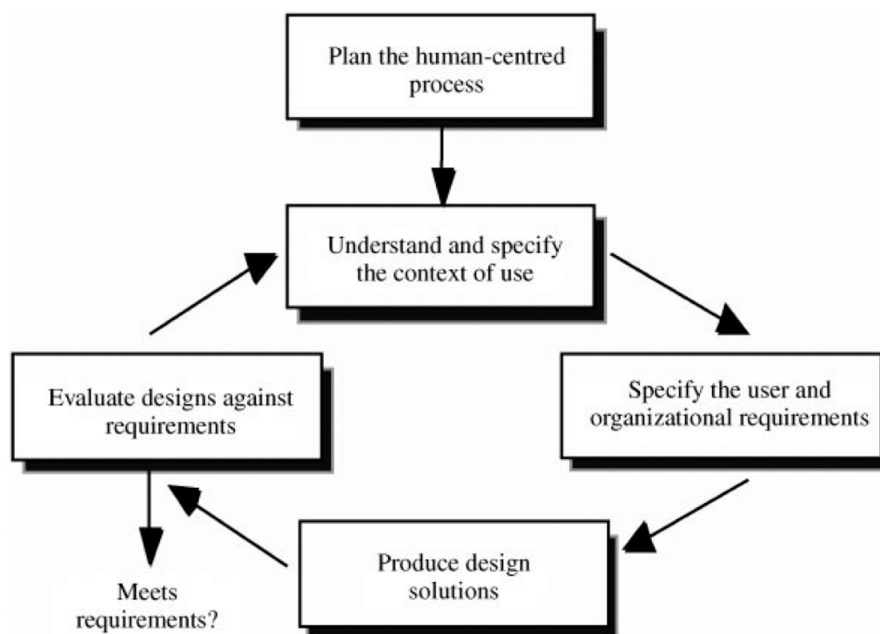 Plan the human-centred
process
Understand and specify
the context of use
Specify the user and
organizational requirements
Produce design
solutions
Evaluate designs against
requirements
Meets
requirements?